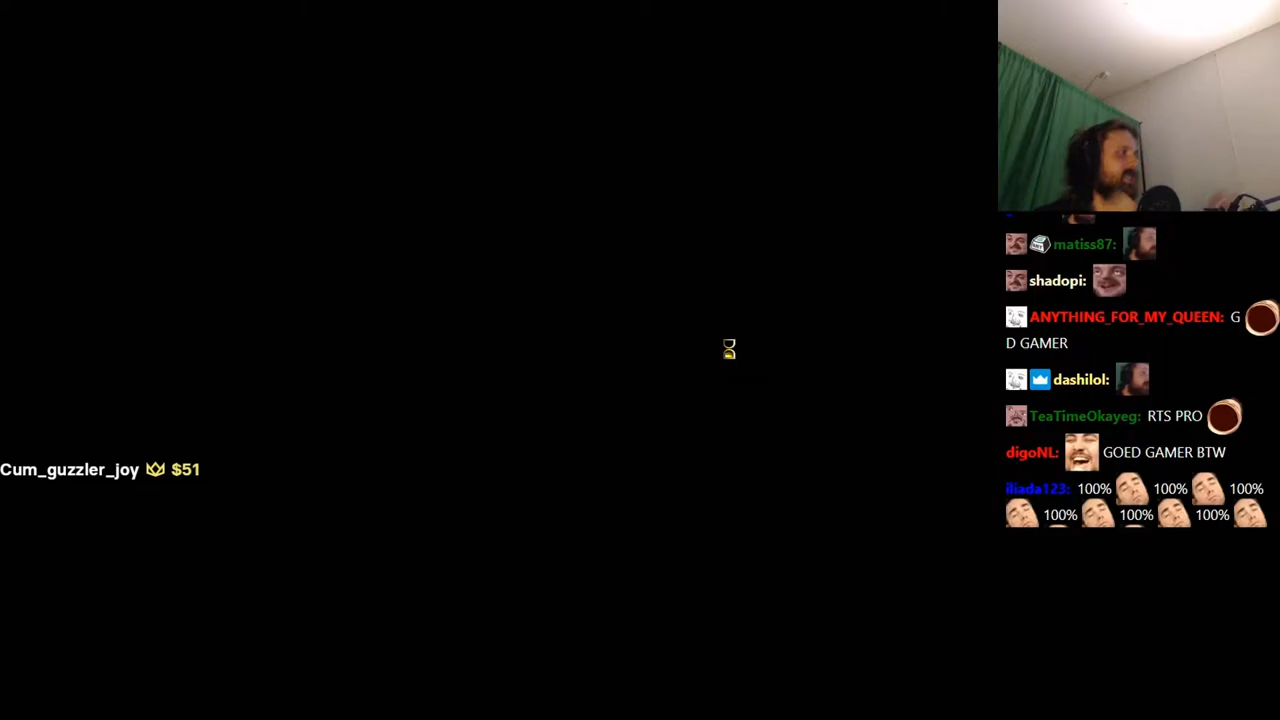 matiss87:
shadopi:
ANYTHING_FOR_MY_QUEEN: G
D GAMER
dashilol:
TeaTimeOkayeg: RTS PRO
digoNL: GOED GAMER BTW
iliada123: 100% 100% 100%
100% 100% 100%
Cum_guzzler_joy $51